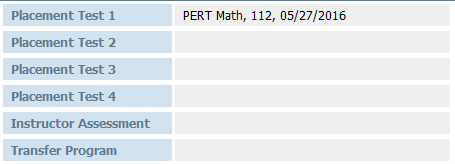 Placement Test 1 PERT Math, 112, 05/27/2016
Placement Test 2
Placement Test 3
Placement Test 4
Instructor Assessment
Transfer Program